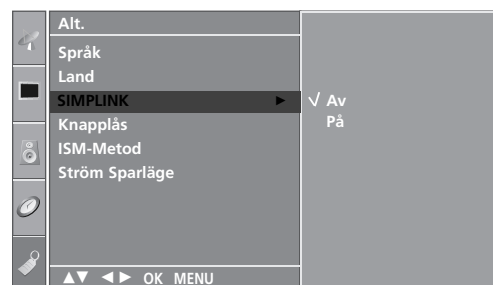 Alt.
Språk
Land
SIMPLINK ► √ Av
Knapplås På
ISM-Metod
Ström Sparläge
▲▼ ◄► OK MENU